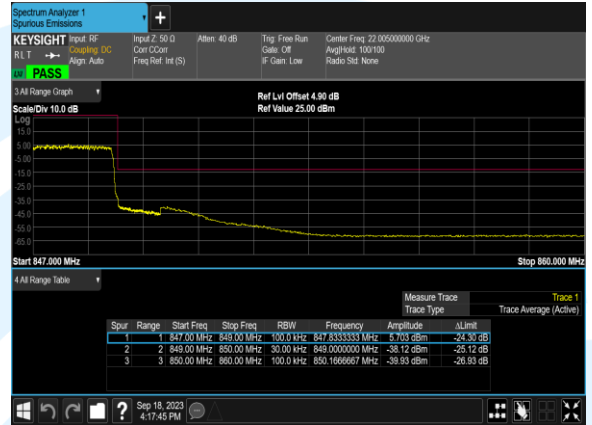 Spectrum Analyzer 1
Spurious Emissions
KEYSIGHT Input: RF Input Z: 50 Ω Atten: 40 dB Trig: Free Run Center Freq: 22.005000000 GHz
RLT Coupling: DC Corr CCorr Gate: Off Avg|Hold: 100/100
Align: Auto Freq Ref: Int (S) IF Gain: Low Radio Std: None
PASS
3 All Range Graph
Ref Lvl Offset 4.90 dB
Scale/Div 10.0 dB Ref Value 25.00 dBm
Log
15.0
5.00
-5.00
-15.0
-25.0
-35.0
-45.0
-55.0
-65.0
Start 847.000 MHz Stop 860.000 MHz
4 All Range Table
Measure Trace Trace 1
Trace Type Trace Average (Active)
Spur Range Start Freq Stop Freq RBW Frequency Amplitude ΔLimit
1 1 847.00 MHz 849.00 MHz 100.0 kHz 847.8333333 MHz 5.703 dBm -24.30 dB
2 2 849.00 MHz 850.00 MHz 30.00 kHz 849.0000000 MHz -38.12 dBm -25.12 dB
3 3 850.00 MHz 860.00 MHz 100.0 kHz 850.1666667 MHz -39.93 dBm -26.93 dB
Sep 18, 2023
4:17:45 PM